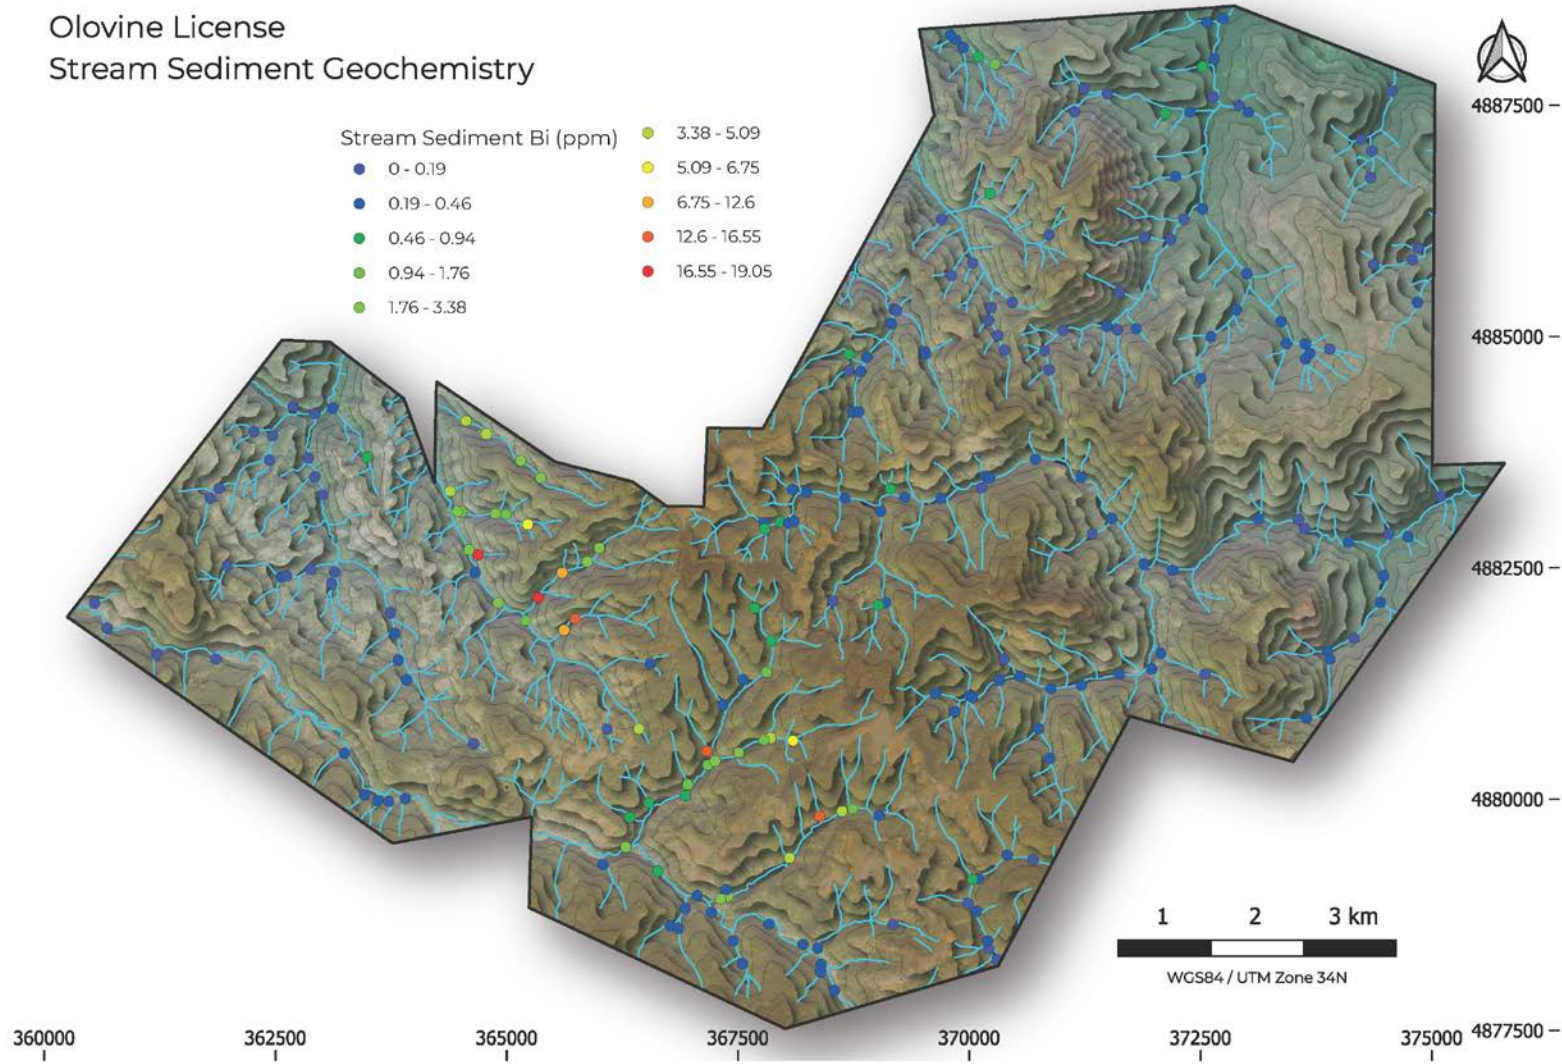 Olovine License
Stream Sediment Geochemistry
Stream Sediment Bi (ppm)
0 - 0.19
0.19 - 0.46
0.46 - 0.94
0.94 - 1.76
1.76 - 3.38
3.38 - 5.09
5.09 - 6.75
6.75 - 12.6
12.6 - 16.55
16.55 - 19.05
4887500
4885000
4882500
4880000
4877500
1 2 3 km
WGS84 / UTM Zone 34N
360000 362500 365000 367500 370000 372500 375000